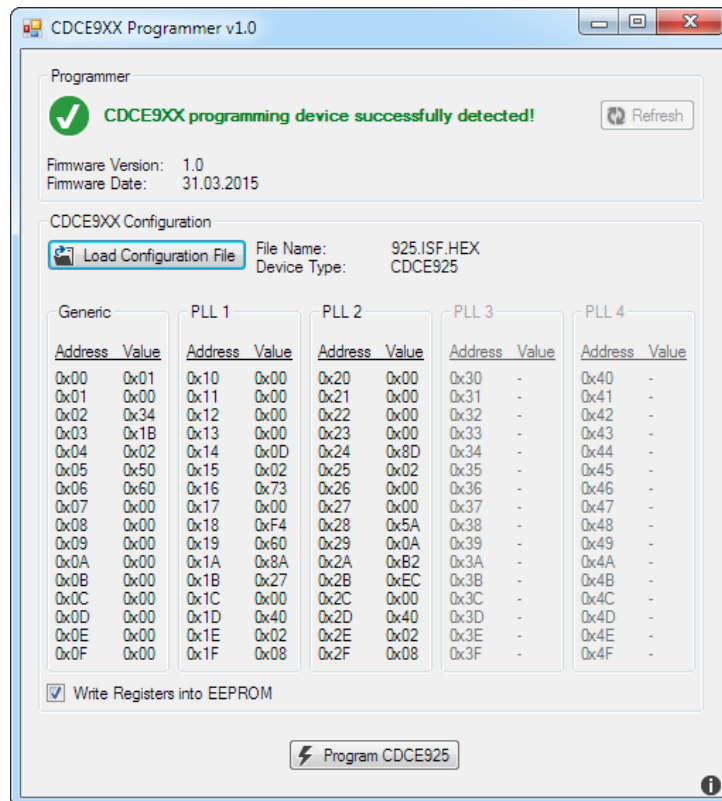 CDCE9XX Programmer v1.0
Programmer
CDCE9XX programming device successfully detected!
Refresh
Firmware Version: 1.0
Firmware Date: 31.03.2015
CDCE9XX Configuration
Load Configuration File
File Name: 925.ISF.HEX
Device Type: CDCE925
Generic PLL 1 PLL 2 PLL 3 PLL 4
Address Value Address Value Address Value Address Value Address Value
0x00 0x01 0x10 0x00 0x20 0x00 0x30 - 0x40 -
0x01 0x00 0x11 0x00 0x21 0x00 0x31 - 0x41 -
0x02 0x34 0x12 0x00 0x22 0x00 0x32 - 0x42 -
0x03 0x1B 0x13 0x00 0x23 0x00 0x33 - 0x43 -
0x04 0x02 0x14 0x0D 0x24 0x8D 0x34 - 0x44 -
0x05 0x50 0x15 0x02 0x25 0x02 0x35 - 0x45 -
0x06 0x60 0x16 0x73 0x26 0x00 0x36 - 0x46 -
0x07 0x00 0x17 0x00 0x27 0x00 0x37 - 0x47 -
0x08 0x00 0x18 0xF4 0x28 0x5A 0x38 - 0x48 -
0x09 0x00 0x19 0x60 0x29 0x0A 0x39 - 0x49 -
0x0A 0x00 0x1A 0x8A 0x2A 0xB2 0x3A - 0x4A -
0x0B 0x00 0x1B 0x27 0x2B 0xEC 0x3B - 0x4B -
0x0C 0x00 0x1C 0x00 0x2C 0x00 0x3C - 0x4C -
0x0D 0x00 0x1D 0x40 0x2D 0x40 0x3D - 0x4D -
0x0E 0x00 0x1E 0x02 0x2E 0x02 0x3E - 0x4E -
0x0F 0x00 0x1F 0x08 0x2F 0x08 0x3F - 0x4F -
Write Registers into EEPROM
Program CDCE925